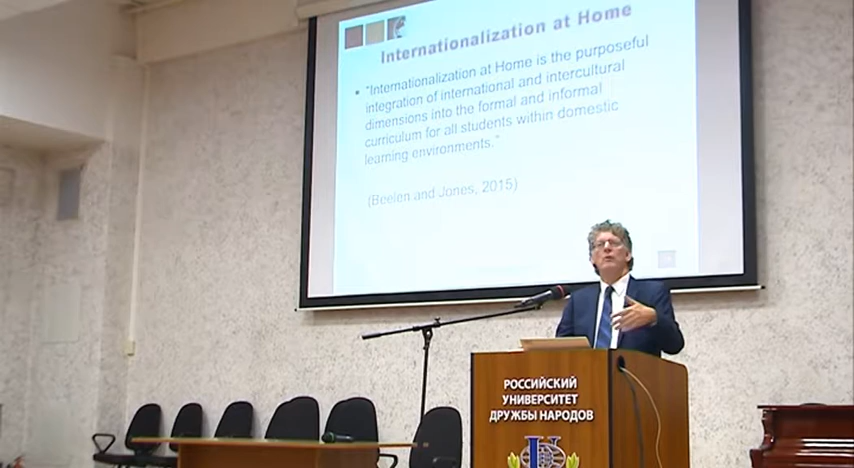 Internationalization at Home
• "Internationalization at Home is the purposeful
integration of international and intercultural
dimensions into the formal and informal
curriculum for all students within domestic
learning environments."
(Beelen and Jones, 2015)
РОССИЙСКИЙ
УНИВЕРСИТЕТ
ДРУЖБЫ НАРОДОВ